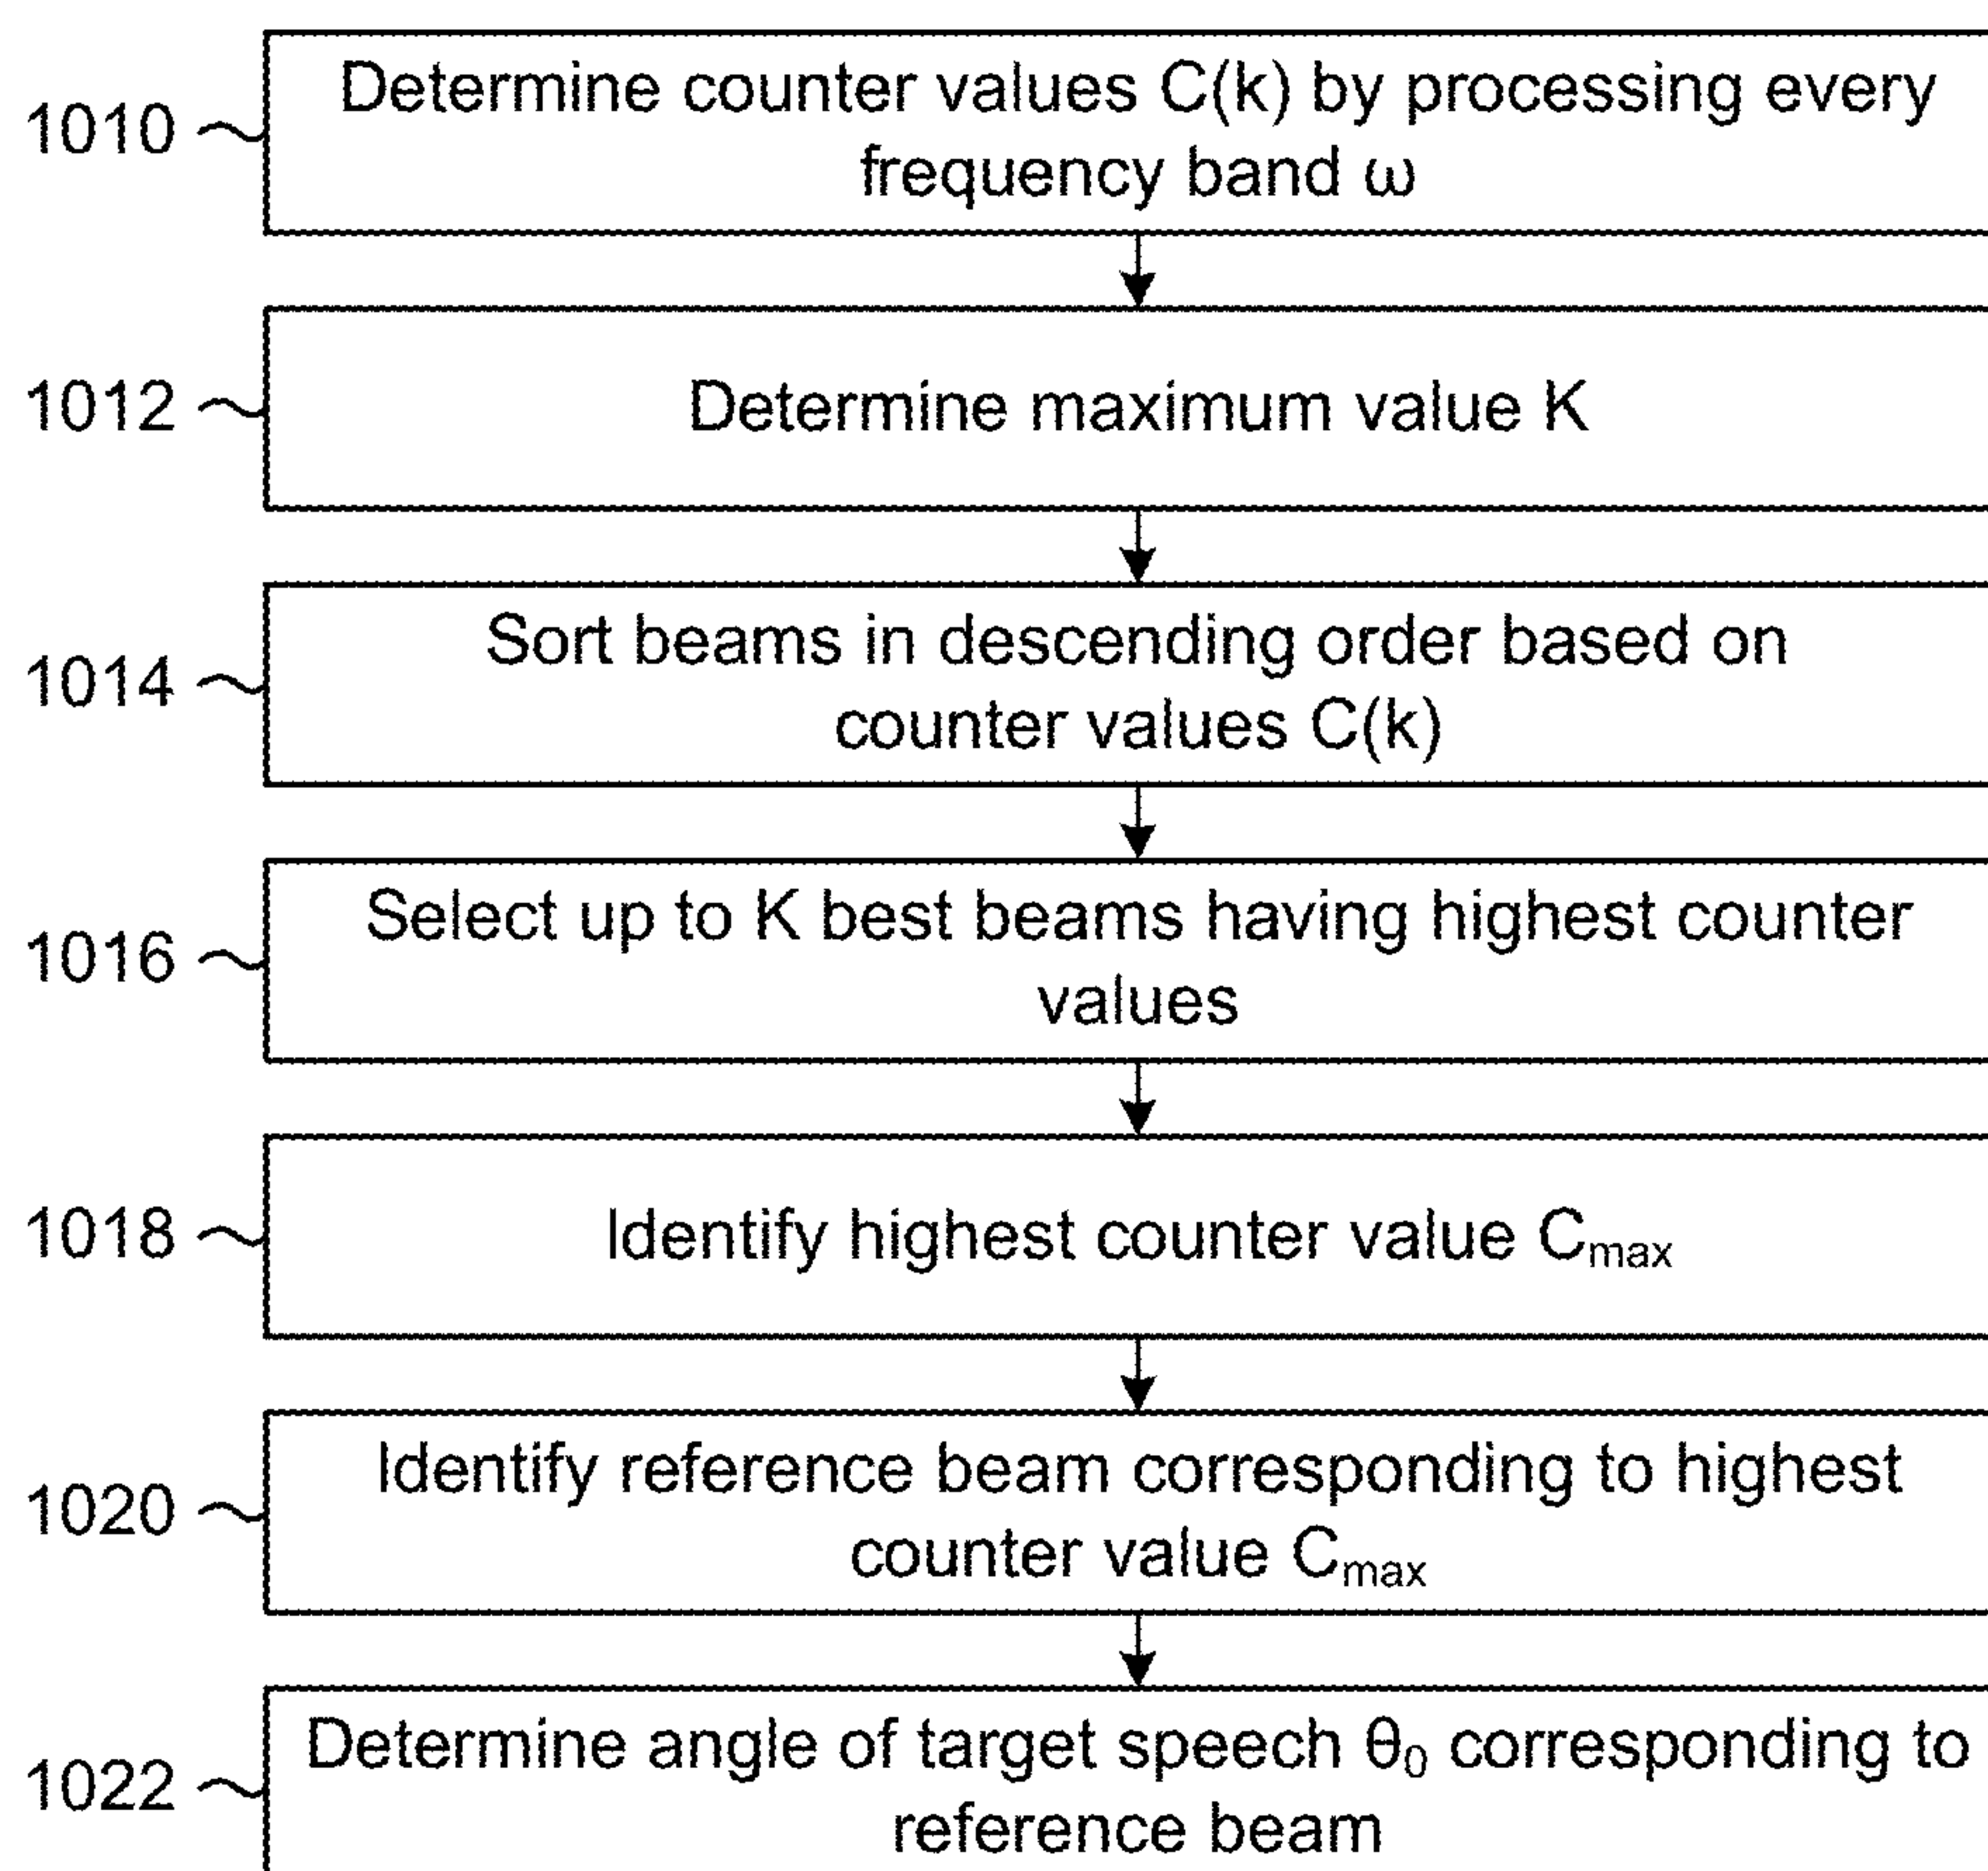 1010
Determine counter values C(k) by processing every
frequency band ω
1012
Determine maximum value K
1014
Sort beams in descending order based on
counter values C(k)
1016
Select up to K best beams having highest counter
values
1018
Identify highest counter value Cmax
1020
Identify reference beam corresponding to highest
counter value Cmax
1022
Determine angle of target speech θ0 corresponding to
reference beam